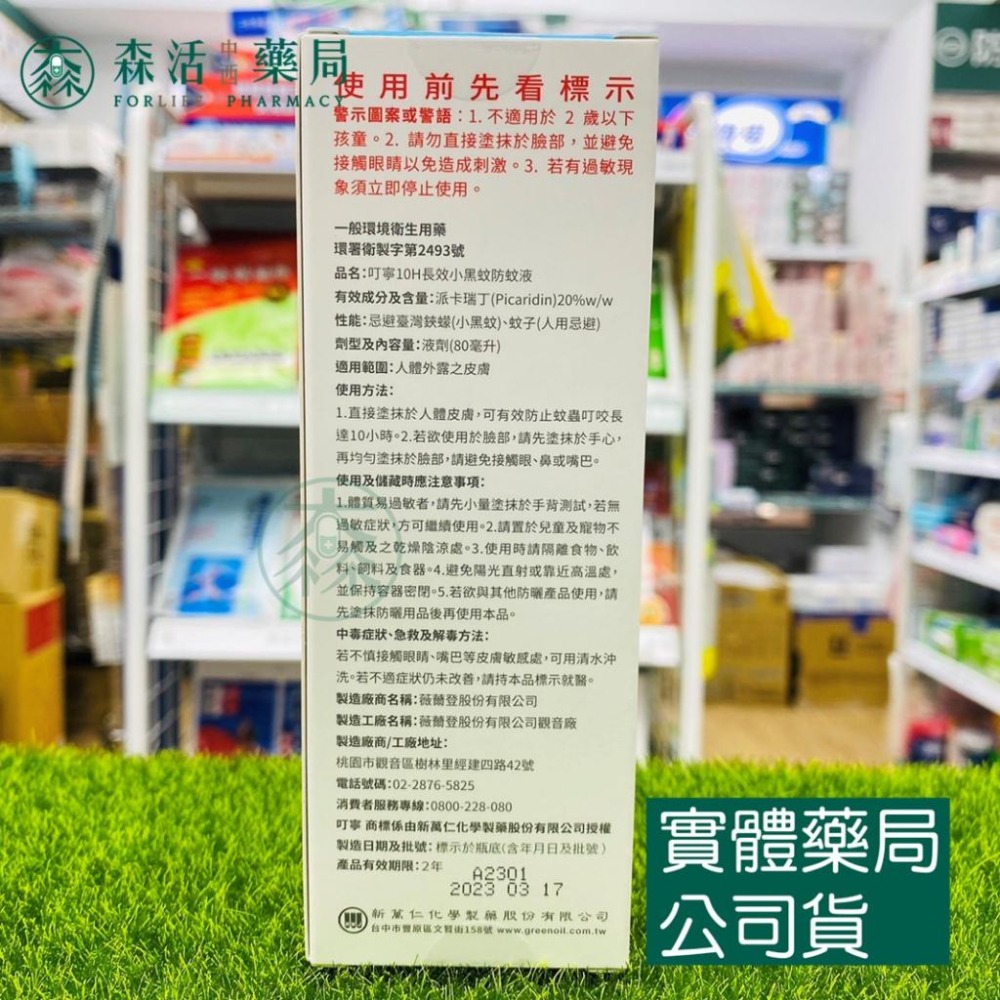 森活中西藥局
FORLIFE PHARMACY
使用前先看標示
警示圖案或警語：1. 不適用於 2 歲以下
孩童。2. 請勿直接塗抹於臉部，並避免
接觸眼睛以免造成刺激。3. 若有過敏現
象須立即停止使用。
一般環境衛生用藥
環署衛製字第2493號
品名：叮寧10H長效小黑蚊防蚊液
有效成分及含量：派卡瑞丁(Picaridin)20%w/w
性能：忌避臺灣鋏蠓(小黑蚊)、蚊子(人用忌避)
劑型及內容量：液劑(80毫升)
適用範圍：人體外露之皮膚
使用方法：
1.直接塗抹於人體皮膚，可有效防止蚊蟲叮咬長
達10小時。2.若欲使用於臉部，請先塗抹於手心，
再均勻塗抹於臉部，請避免接觸眼、鼻或嘴巴。
使用及儲藏時應注意事項：
1.體質易過敏者，請先小量塗抹於手背測試，若無
過敏症狀，方可繼續使用。2.請置於兒童及寵物不
易觸及之乾燥陰涼處。3.使用時請隔離食物、飲
料、飼料及食器。4.避免陽光直射或靠近高溫處，
並保持容器密閉。5.若欲與其他防曬產品使用，請
先塗抹防曬用品後再使用本品。
中毒症狀、急救及解毒方法：
若不慎接觸眼睛、嘴巴等皮膚敏感處，可用清水沖
洗。若不適症狀仍未改善，請持本品標示就醫。
製造廠商名稱：薇薾登股份有限公司
製造工廠名稱：薇薾登股份有限公司觀音廠
製造廠商/工廠地址：
桃園市觀音區樹林里經建四路42號
電話號碼：02-2876-5825
消費者服務專線：0800-228-080
叮寧 商標係由新萬仁化學製藥股份有限公司授權
製造日期及批號：標示於瓶底(含年月日及批號)
產品有效期限：2年
A2301
2023 03 17
新萬仁化學製藥股份有限公司
台中市豐原區文賢街158號 www.greenoil.com.tw
實體藥局
公司貨